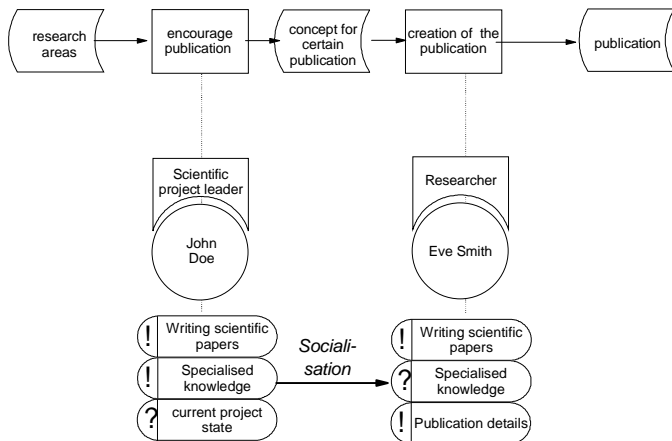 research
areas
encourage
publication
concept for
certain
publication
creation of the
publication
publication
Scientific
project leader
John
Doe
Researcher
Eve Smith
! Writing scientific
papers
! Specialised
knowledge
? current project
state
Sociali-
sation
! Writing scientific
papers
? Specialised
knowledge
! Publication details